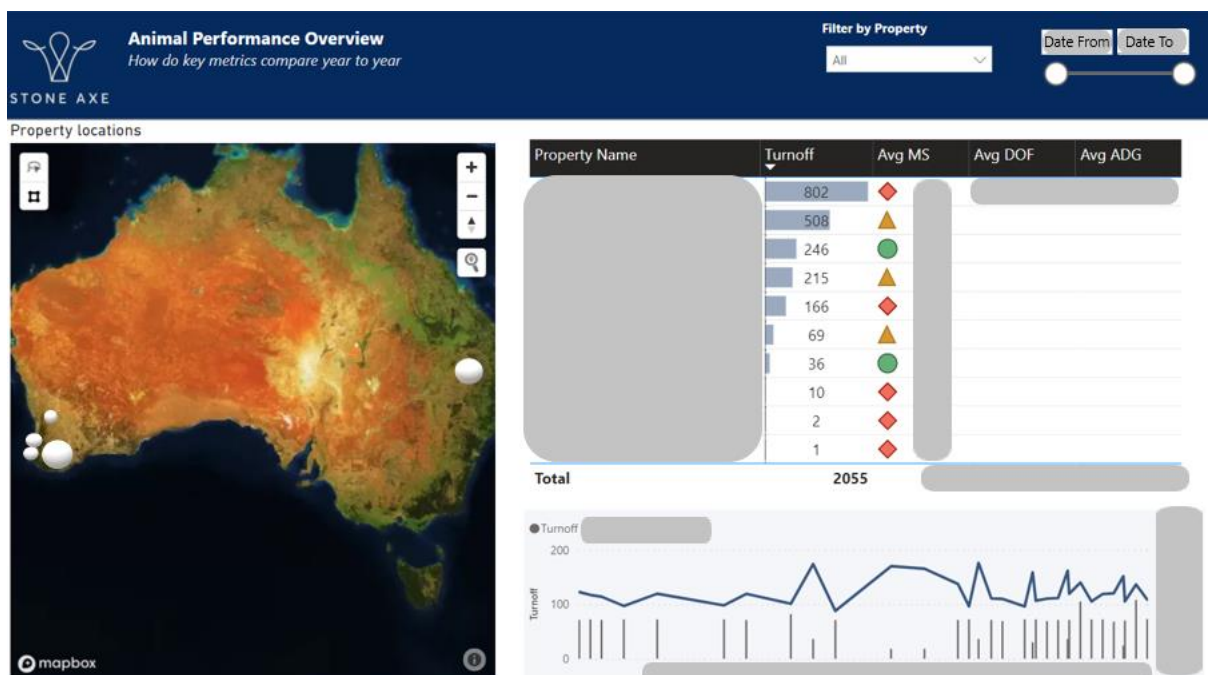 Animal Performance Overview
How do key metrics compare year to year
STONE AXE
Filter by Property
All
Date From
Date To
Property locations
mapbox
Property Name Turnoff Avg MS Avg DOF Avg ADG
802
508
246
215
166
69
36
10
2
1
Total 2055
Turnoff
200
100
0
Turnoff